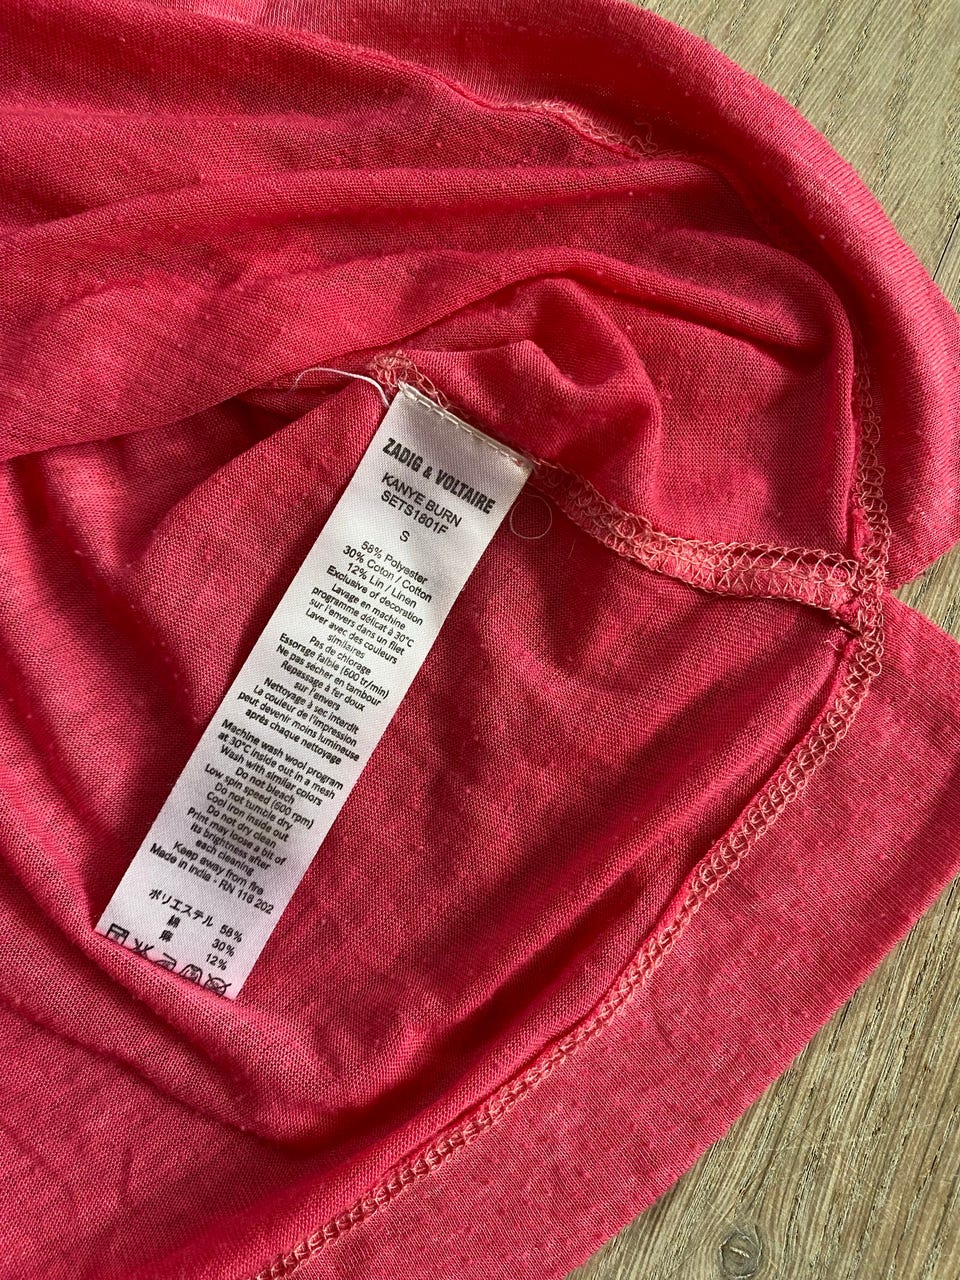 ZADIG & VOLTAIRE
KANYE BURN
SETS1801F
S
58% Polyester
30% Coton / Cotton
12% Lin / Linen
Exclusive of decoration
Lavage en machine
programme délicat à 30°C
sur l'envers dans un filet
Laver avec des couleurs
similaires
Pas de chlorage
Essorage faible (600 tr/min)
Ne pas sécher en tambour
Repassage à fer doux
sur l'envers
Nettoyage à sec interdit
La couleur de l'impression
peut devenir moins lumineuse
après chaque nettoyage
Machine wash wool program
at 30°C inside out in a mesh
Wash with similar colors
Do not bleach
Low spin speed (600 rpm)
Do not tumble dry
Cool iron inside out
Do not dry clean
Print may loose a bit of
its brightness after
each cleaning
Keep away from fire
Made in India - RN 116 202
ポリエステル 58%
綿 30%
麻 12%